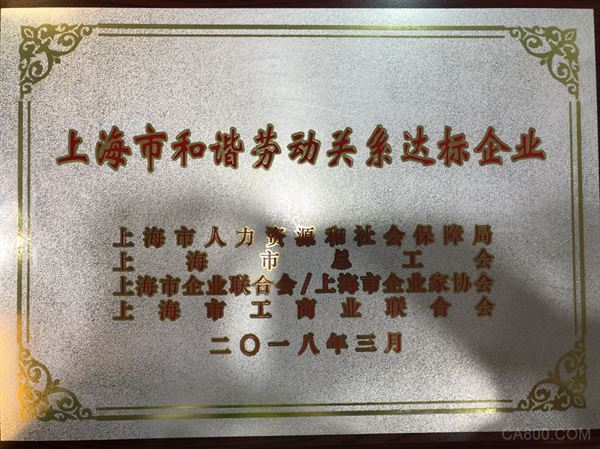 上海市和谐劳动关系达标企业
上海市人力资源和社会保障局
上海市总工会
上海市企业联合会/上海市企业家协会
上海市工商业联合会
二〇一八年三月
CA800.COM